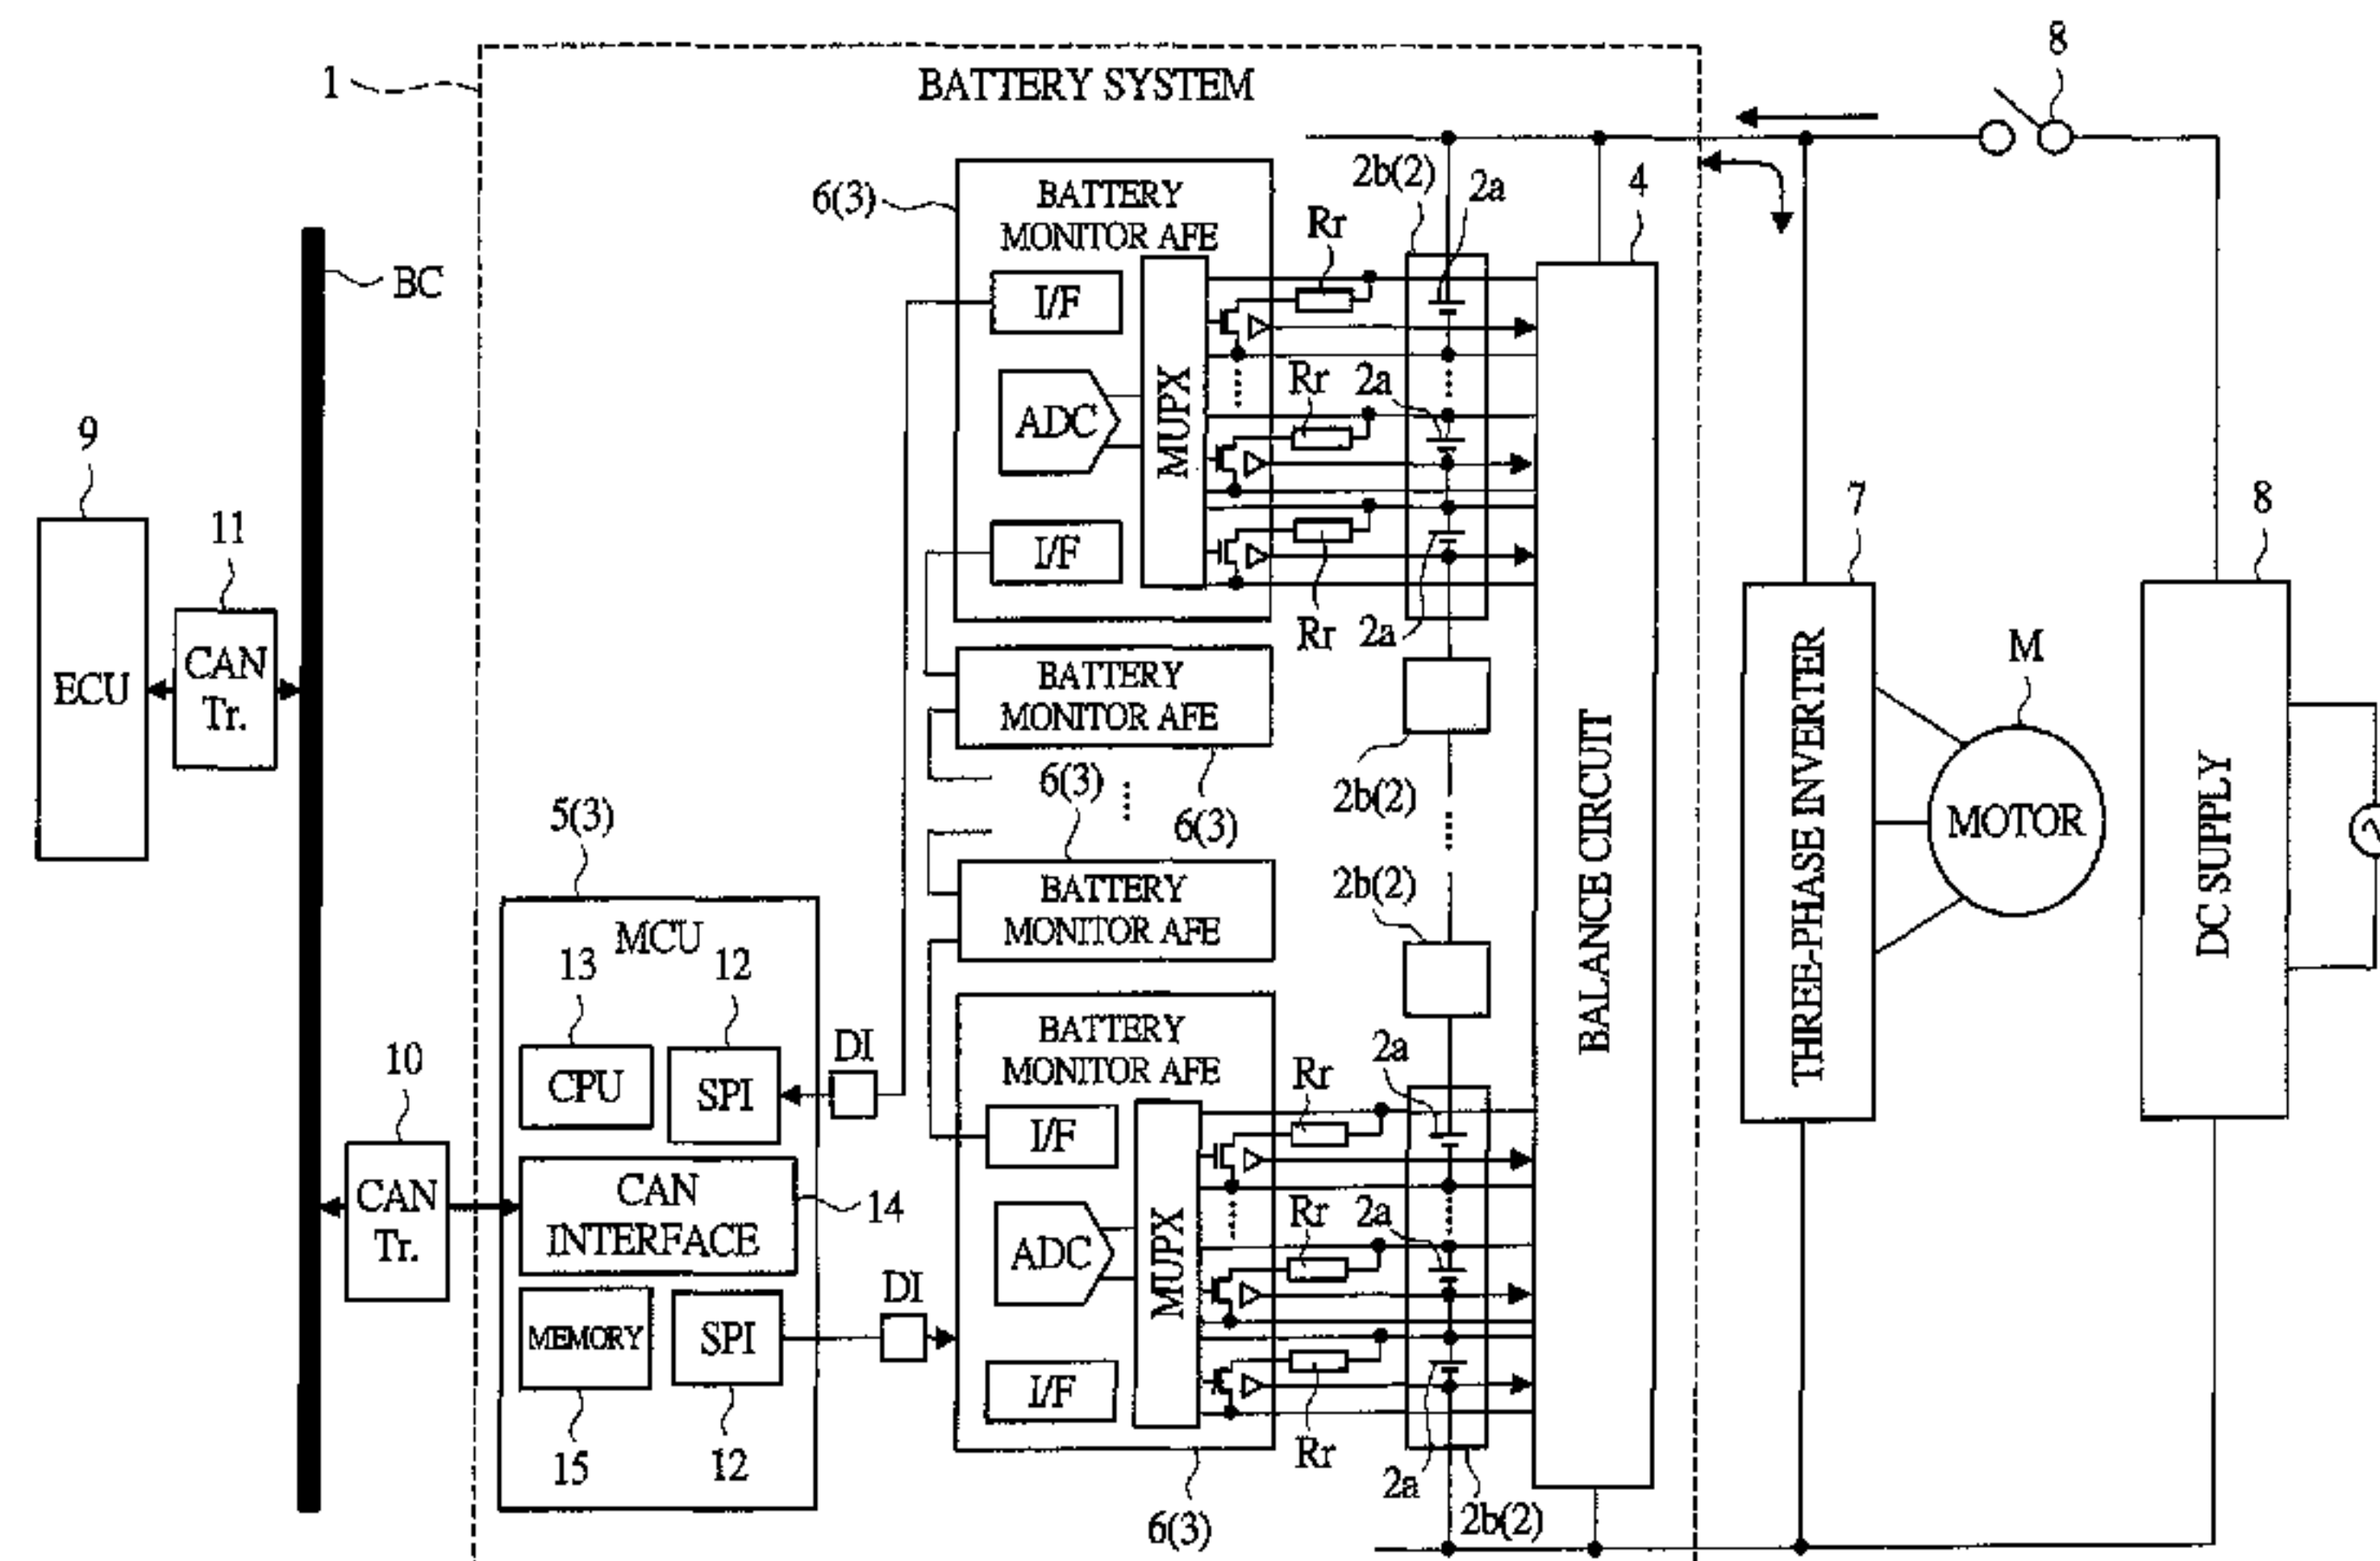 8
1
BATTERY SYSTEM
6(3)
BATTERY
MONITOR AFE
2b(2)
2a
4
Rr
BC
I/F
Rr
2a
ADC
MUPX
9
11
I/F
7
8
Rr
2a
ECU
CAN
Tr.
BATTERY
MONITOR AFE
M
2b(2)
6(3)
6(3)
MOTOR
THREE-PHASE INVERTER
DC SUPPLY
BALANCE CIRCUIT
5(3)
2b(2)
BATTERY
MONITOR AFE
MCU
13
12
BATTERY
MONITOR AFE
10
DI
2a
Rr
CPU
SPI
I/F
CAN
Tr.
CAN
INTERFACE
14
Rr
2a
ADC
MUPX
DI
MEMORY
SPI
I/F
15
12
Rr
2a
6(3)
2b(2)